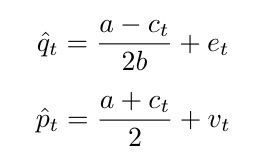 q̂_t = (a − c_t)/(2b) + e_t
p̂_t = (a + c_t)/2 + v_t